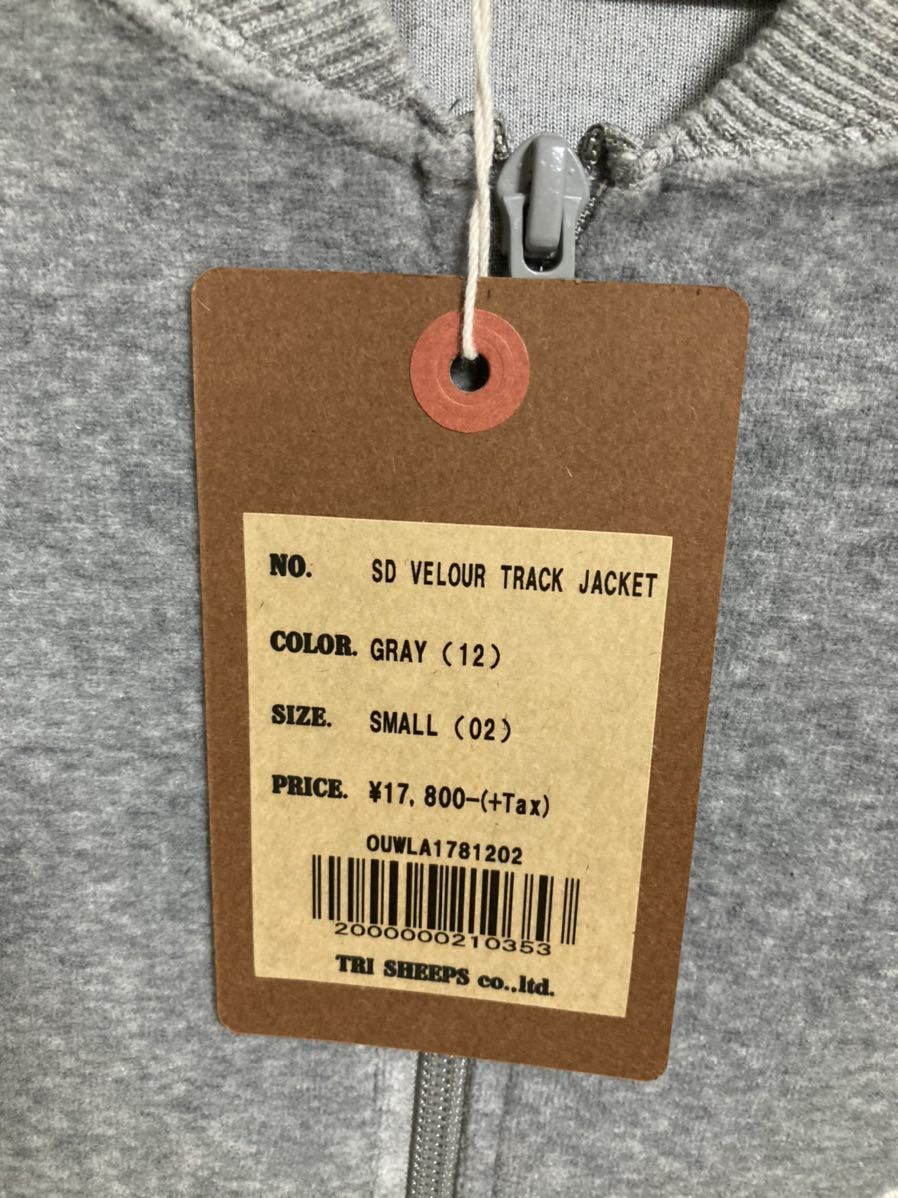 NO. SD VELOUR TRACK JACKET
COLOR. GRAY (12)
SIZE. SMALL (02)
PRICE. ¥17,800-(+Tax)
OUWLA1781202
2000000210353
TRI SHEEPS co.,ltd.